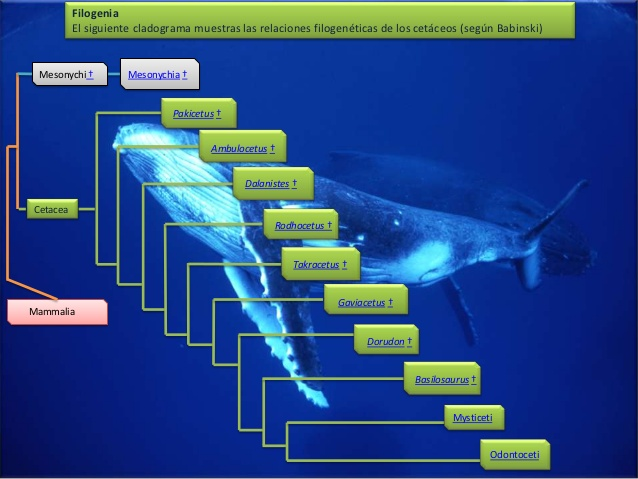 Filogenia
El siguiente cladograma muestras las relaciones filogenéticas de los cetáceos (según Babinski)
Mesonychi †
Mesonychia †
Pakicetus †
Ambulocetus †
Dalanistes †
Cetacea
Rodhocetus †
Takracetus †
Gaviacetus †
Mammalia
Dorudon †
Basilosaurus †
Mysticeti
Odontoceti